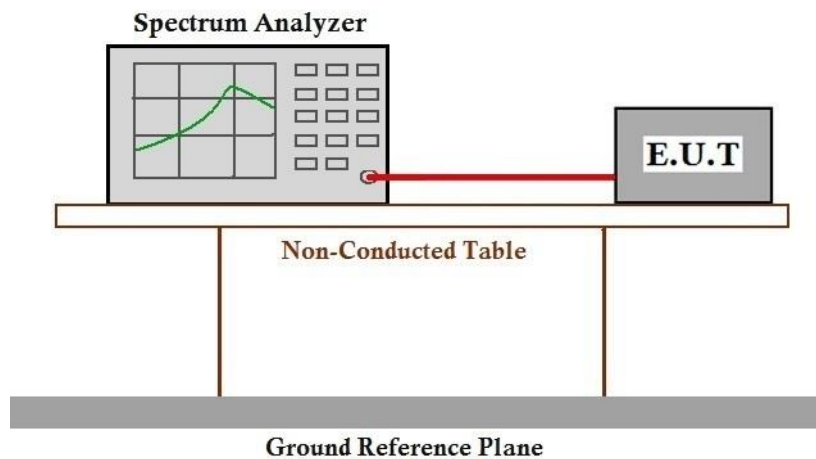 Spectrum Analyzer
E.U.T
Non-Conducted Table
Ground Reference Plane